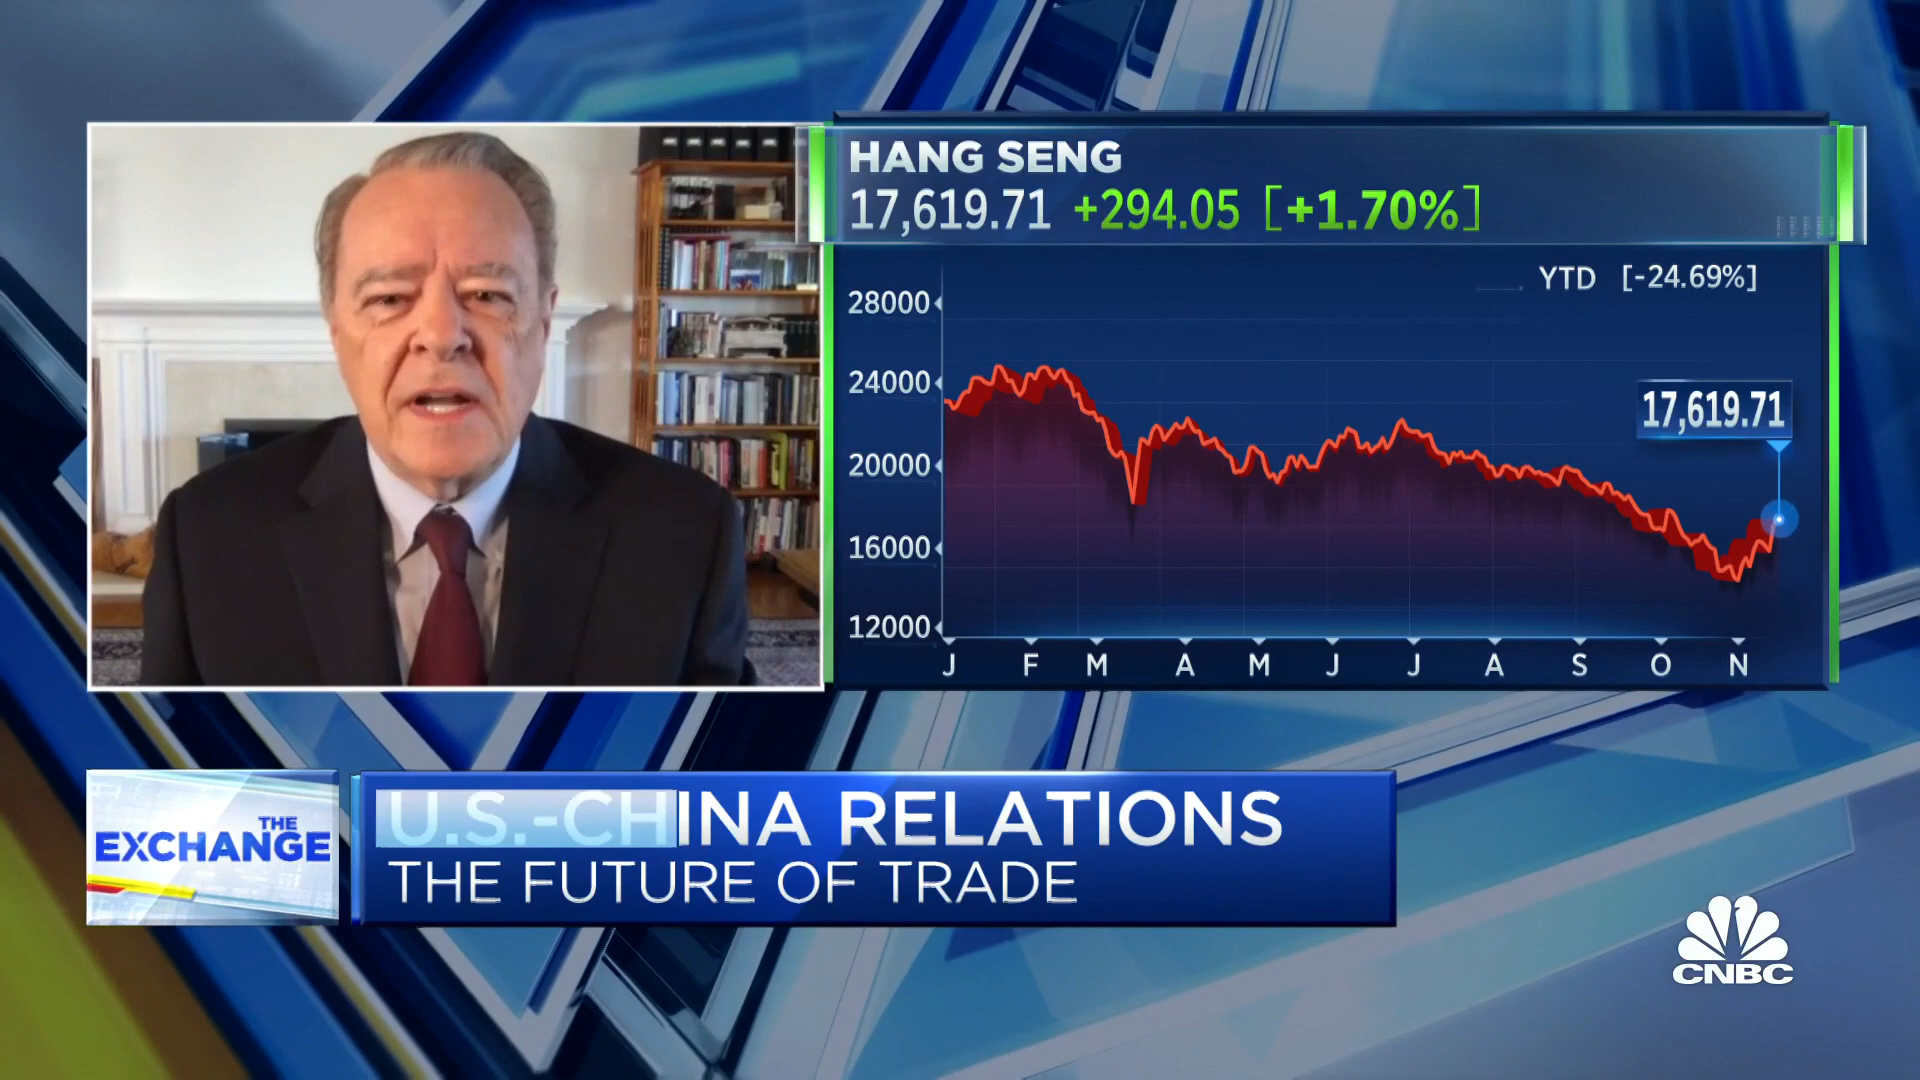 HANG SENG
17,619.71 +294.05 [+1.70%]
YTD [-24.69%]
28000
24000
20000
16000
12000
17,619.71
J F M A M J J A S O N
THE
EXCHANGE
U.S.-CHINA RELATIONS
THE FUTURE OF TRADE
CNBC